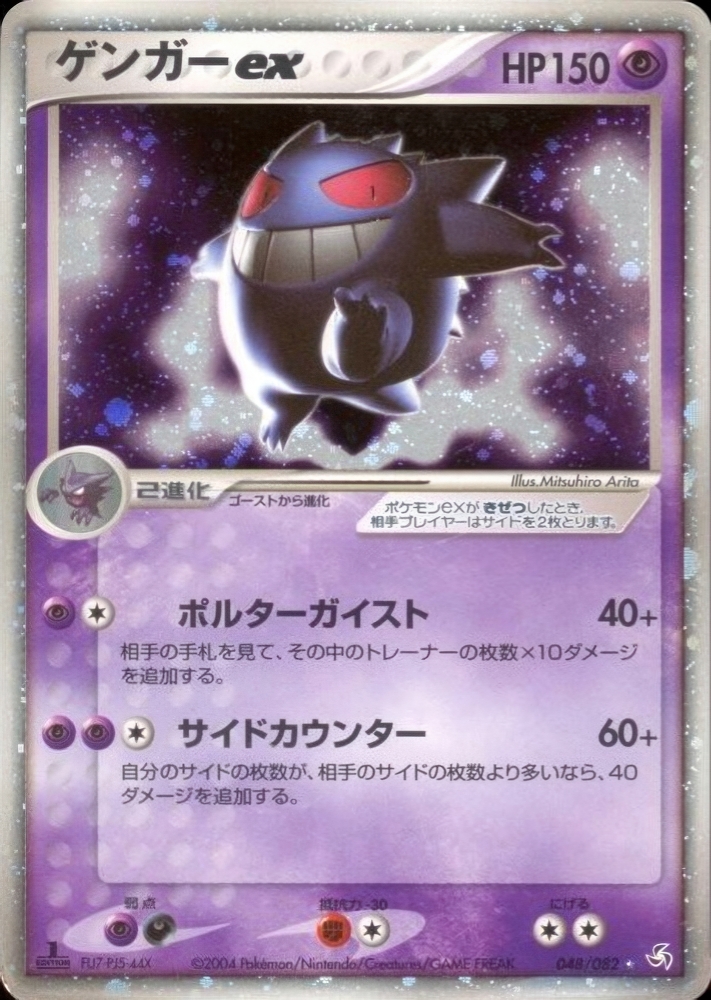 ゲンガーex HP150
Illus.Mitsuhiro Arita
2進化 ゴーストから進化
ポケモンexが きぜつしたとき、
相手プレイヤーはサイドを2枚とります。
ポルターガイスト 40+
相手の手札を見て、その中のトレーナーの枚数×10ダメージ
を追加する。
サイドカウンター 60+
自分のサイドの枚数が、相手のサイドの枚数より多いなら、40
ダメージを追加する。
弱点 抵抗力 -30 にげる
1 EDITION FU7-PJ5-44X ©2004 Pokémon/Nintendo/Creatures/GAME FREAK 048/082